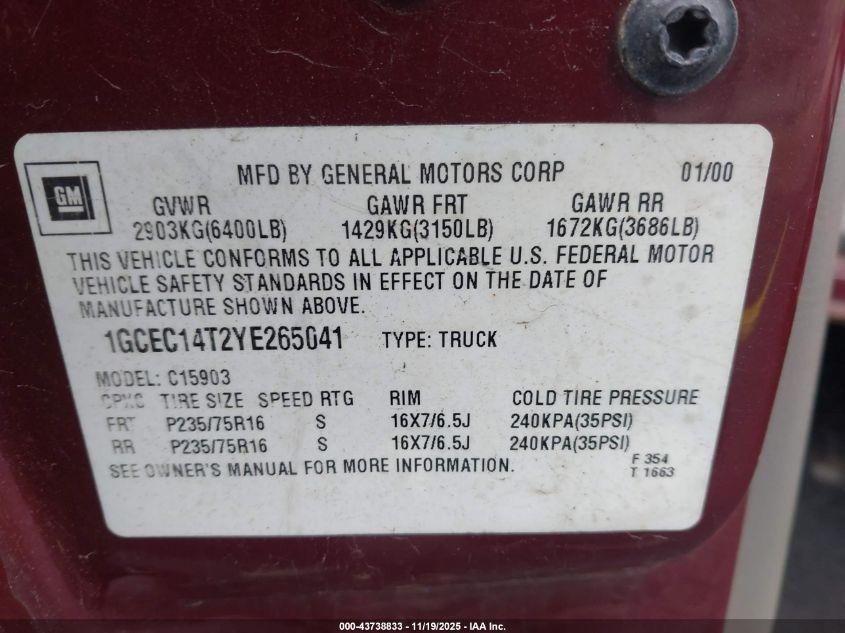 MFD BY GENERAL MOTORS CORP 01/00
GM
GVWR GAWR FRT GAWR RR
2903KG(6400LB) 1429KG(3150LB) 1672KG(3686LB)
THIS VEHICLE CONFORMS TO ALL APPLICABLE U.S. FEDERAL MOTOR
VEHICLE SAFETY STANDARDS IN EFFECT ON THE DATE OF
MANUFACTURE SHOWN ABOVE.
1GCEC14T2YE265041 TYPE: TRUCK
MODEL: C15903
TIRE SIZE SPEED RTG RIM COLD TIRE PRESSURE
FRT P235/75R16 S 16X7/6.5J 240KPA(35PSI)
RR P235/75R16 S 16X7/6.5J 240KPA(35PSI)
SEE OWNER'S MANUAL FOR MORE INFORMATION.
F 354
T 1663
000-43738833 - 11/19/2025 - IAA Inc.